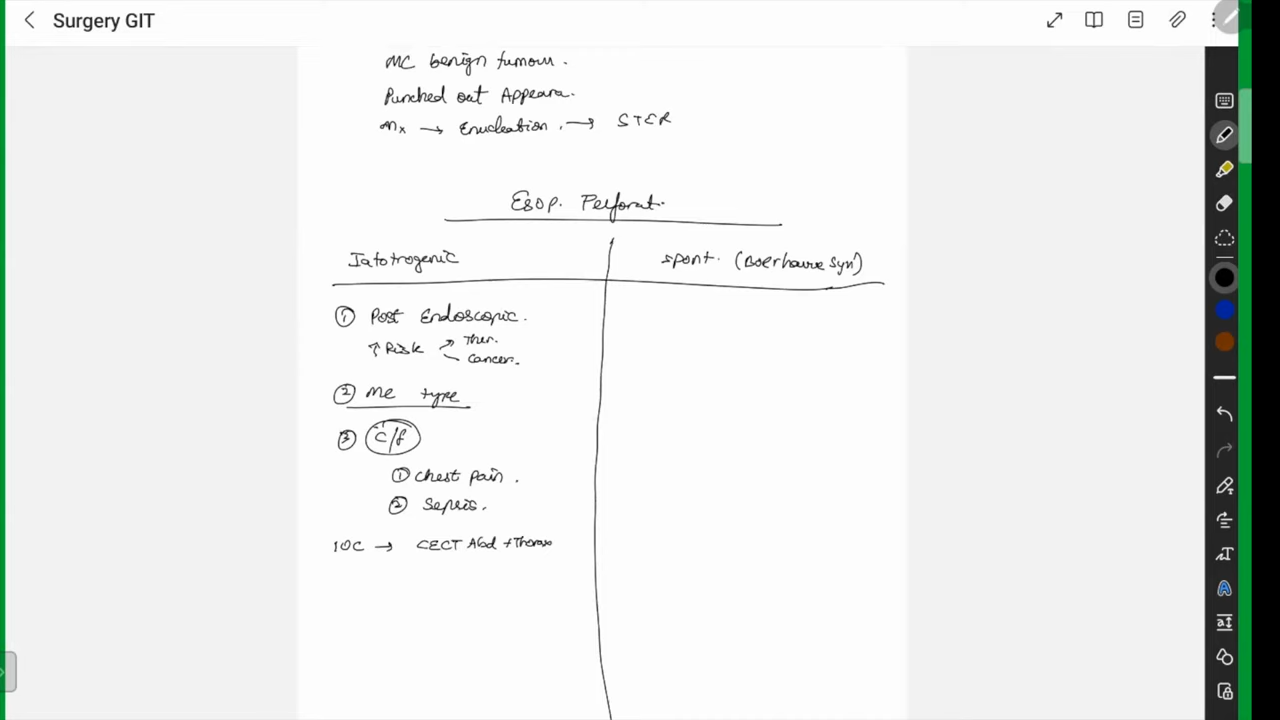 Surgery GIT
MC benign tumour.
Punched out Appeara.
Mx → Enucleation. → STER
Esop. Perforat.
Iatotrogenic
spont. (Boerhaave Syn)
① Post Endoscopic.
↑ Risk → Ther.
Cancer.
② MC type
③ C/f
① Chest pain.
② Sepsis.
IOC → CECT Abd + Thorax